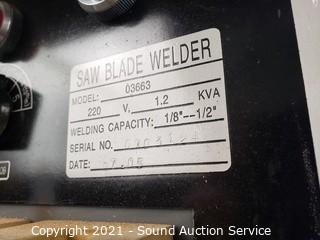 SAW BLADE WELDER
MODEL: 03663
220 V. 1.2 KVA
WELDING CAPACITY: 1/8"--1/2"
SERIAL NO.
DATE:
Copyright 2021 - Sound Auction Service